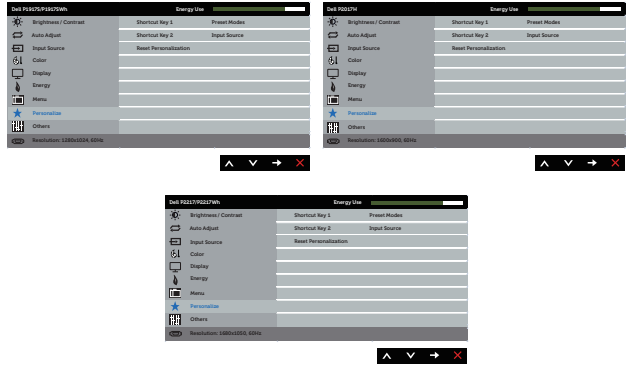 Dell P1917S/P1917SWh Energy Use
Brightness / Contrast Shortcut Key 1 Preset Modes
Auto Adjust Shortcut Key 2 Input Source
Input Source Reset Personalization
Color
Display
Energy
Menu
Personalize
Others
Resolution: 1280x1024, 60Hz
Dell P2017H Energy Use
Brightness / Contrast Shortcut Key 1 Preset Modes
Auto Adjust Shortcut Key 2 Input Source
Input Source Reset Personalization
Color
Display
Energy
Menu
Personalize
Others
Resolution: 1600x900, 60Hz
Dell P2217/P2217Wh Energy Use
Brightness / Contrast Shortcut Key 1 Preset Modes
Auto Adjust Shortcut Key 2 Input Source
Input Source Reset Personalization
Color
Display
Energy
Menu
Personalize
Others
Resolution: 1680x1050, 60Hz